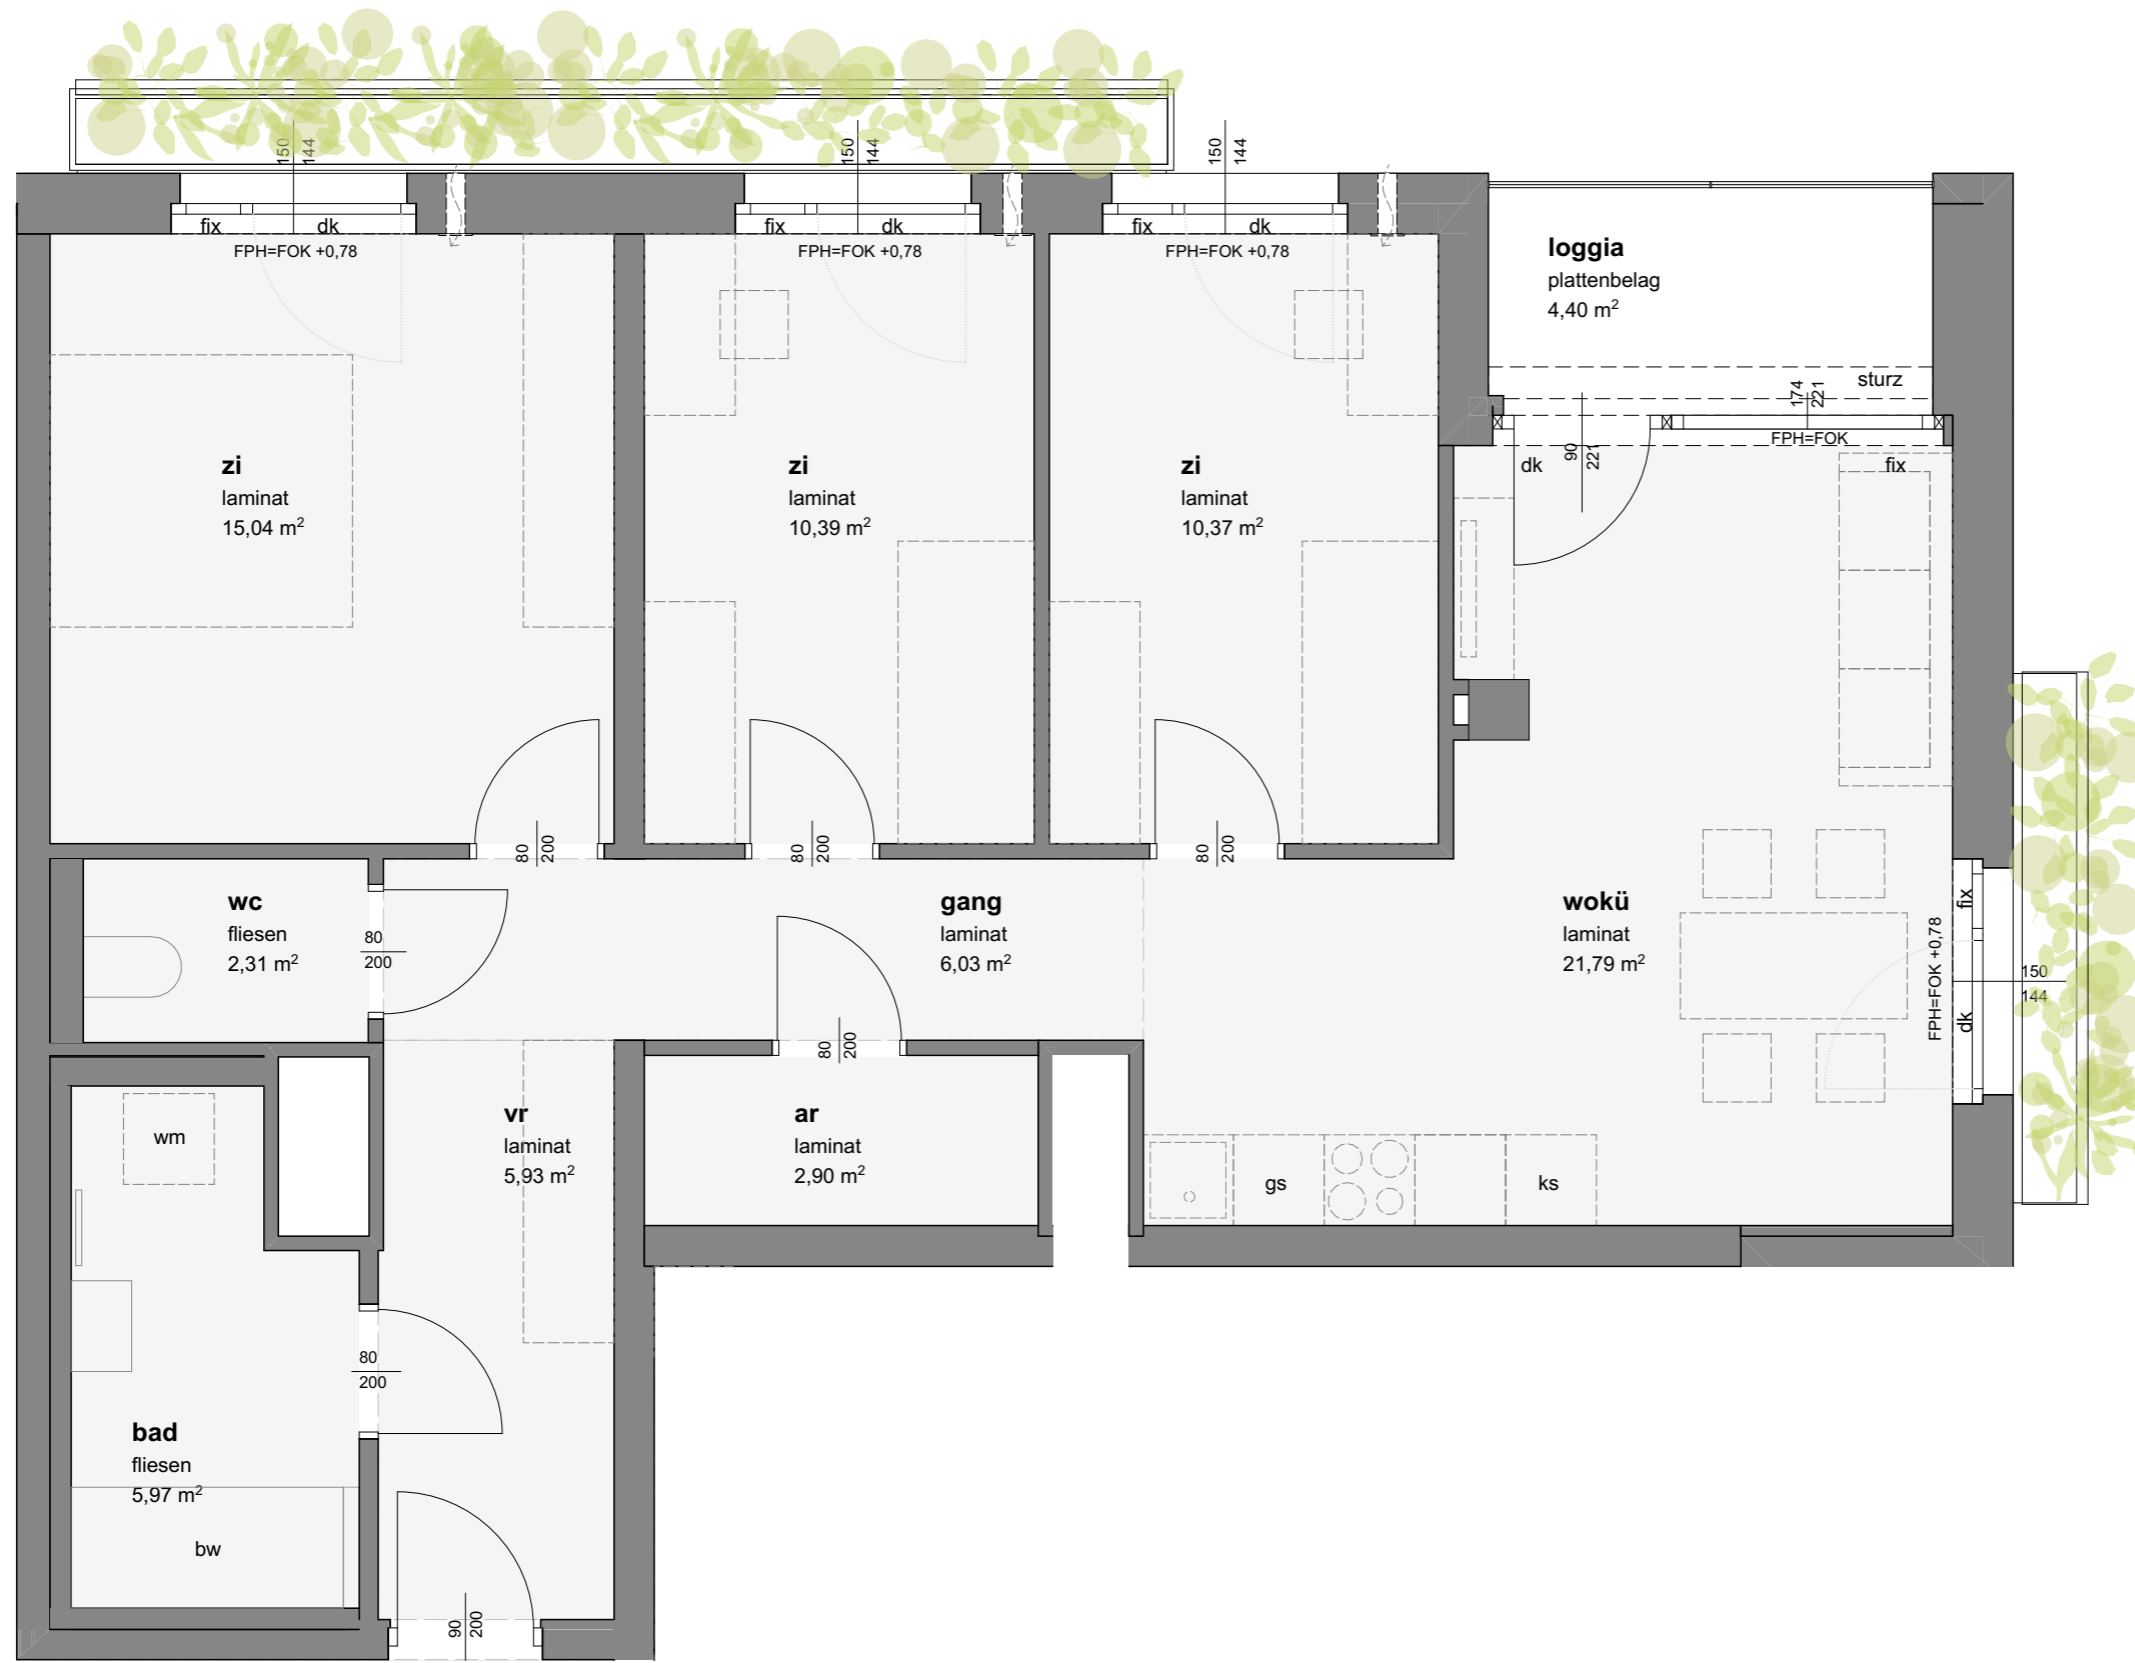 150
144
150
144
150
144
fix
dk
FPH=FOK +0,78
fix
dk
FPH=FOK +0,78
fix
dk
FPH=FOK +0,78
loggia
plattenbelag
4,40 m²
sturz
174
221
FPH=FOK
90
221
dk
fix
zi
laminat
15,04 m²
zi
laminat
10,39 m²
zi
laminat
10,37 m²
80
200
80
200
80
200
wc
fliesen
2,31 m²
80
200
gang
laminat
6,03 m²
wokü
laminat
21,79 m²
fix
dk
FPH=FOK +0,78
150
144
80
200
wm
vr
laminat
5,93 m²
ar
laminat
2,90 m²
gs
ks
80
200
bad
fliesen
5,97 m²
bw
90
200